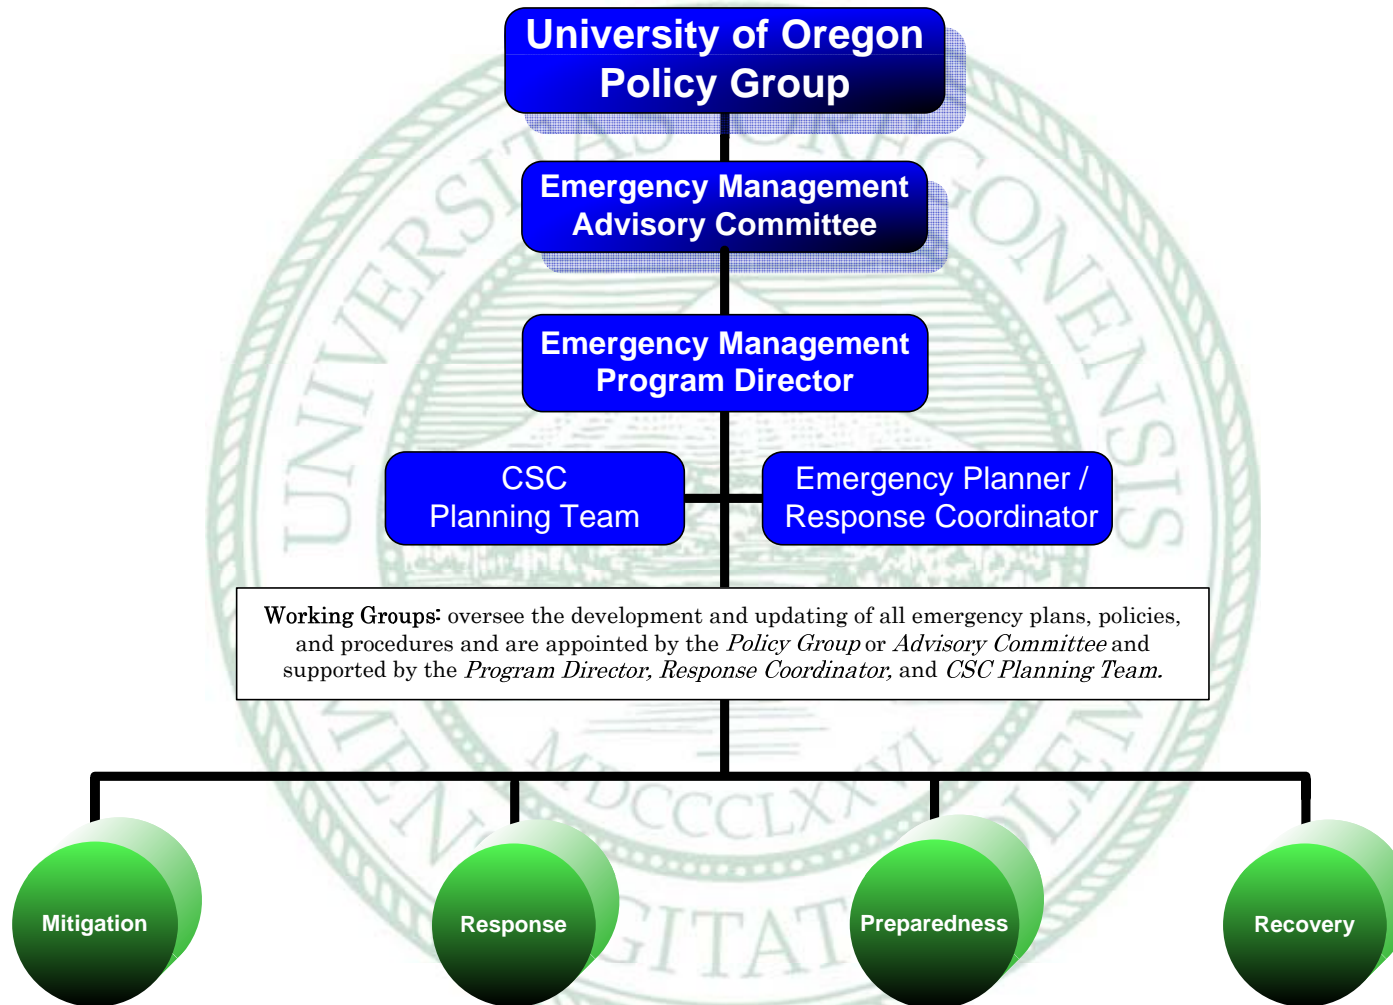 University of Oregon
Policy Group
Emergency Management
Advisory Committee
Emergency Management
Program Director
CSC
Planning Team
Emergency Planner /
Response Coordinator
Working Groups: oversee the development and updating of all emergency plans, policies,
and procedures and are appointed by the Policy Group or Advisory Committee and
supported by the Program Director, Response Coordinator, and CSC Planning Team.
Mitigation
Response
Preparedness
Recovery
UNIVERSITAS OREGONENSIS
MDCCCLXXVI